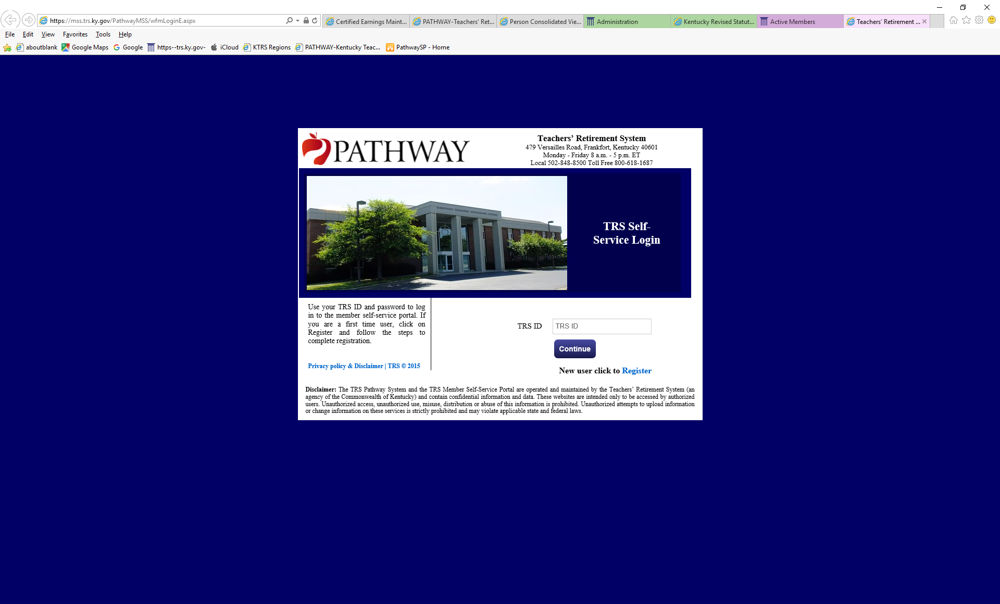 https://mss.trs.ky.gov/PathwayMSS/wfmLoginE.aspx
Certified Earnings Maint...
PATHWAY-Teachers' Ret...
Person Consolidated Vie...
Administration
Kentucky Revised Statut...
Active Members
Teachers' Retirement ...
File Edit View Favorites Tools Help
aboutblank Google Maps Google https--trs.ky.gov- iCloud KTRS Regions PATHWAY-Kentucky Teac... PathwaySP - Home
PATHWAY
Teachers' Retirement System
479 Versailles Road, Frankfort, Kentucky 40601
Monday - Friday 8 a.m. - 5 p.m. ET
Local 502-848-8500 Toll Free 800-618-1687
KENTUCKY TEACHERS' RETIREMENT SYSTEM
TRS Self-
Service Login
Use your TRS ID and password to log
in to the member self-service portal. If
you are a first time user, click on
Register and follow the steps to
complete registration.
Privacy policy & Disclaimer | TRS © 2015
TRS ID TRS ID
Continue
New user click to Register
Disclaimer: The TRS Pathway System and the TRS Member Self-Service Portal are operated and maintained by the Teachers' Retirement System (an
agency of the Commonwealth of Kentucky) and contain confidential information and data. These websites are intended only to be accessed by authorized
users. Unauthorized access, unauthorized use, misuse, distribution or abuse of this information is prohibited. Unauthorized attempts to upload information
or change information on these services is strictly prohibited and may violate applicable state and federal laws.